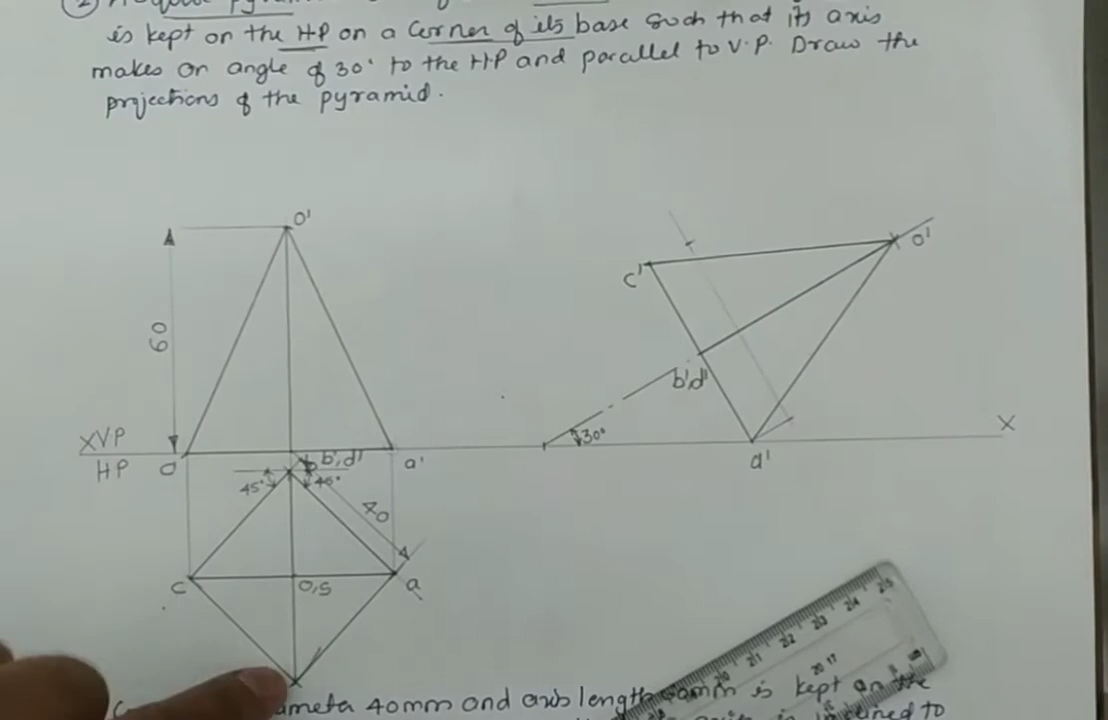 is kept on the HP on a Corner of its base such that its axis
makes an angle of 30° to the HP and parallel to V.P. Draw the
projections of the pyramid.
O'
O'
C'
60
b'd'
30°
X
XVP
HP
b', d'
a'
a'
45°
45°
40
C
O,S
a
ameta 40mm and axis length 60mm is kept on the